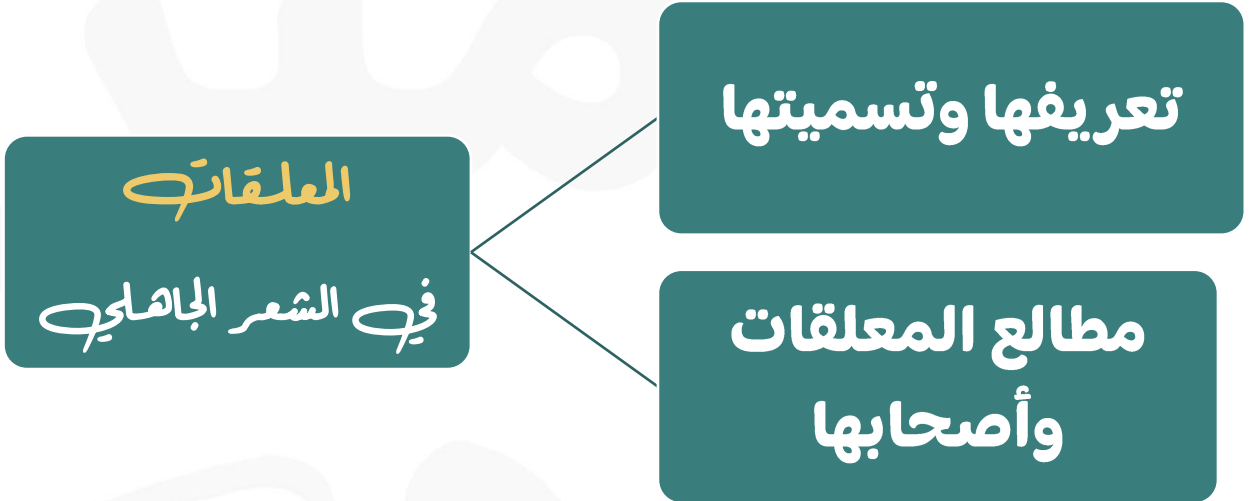 المعلقات
في الشعر الجاهلي
تعريفها وتسميتها
مطالع المعلقات
وأصحابها